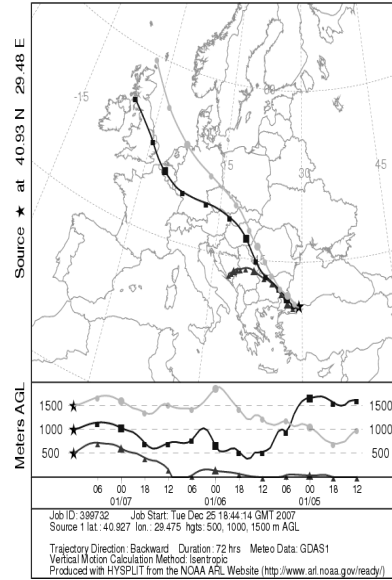 Source ★ at 40.93 N 29.48 E
-15
15
30
45
Meters AGL
1500
1500
1000
1000
500
500
06 00 18 12 06 00 18 12 06 00 18 12
01/07 01/06 01/05
Job ID: 399732 Job Start: Tue Dec 25 18:44:14 GMT 2007
Source 1 lat.: 40.927 lon.: 29.475 hgts: 500, 1000, 1500 m AGL
Trajectory Direction: Backward Duration: 72 hrs Meteo Data: GDAS1
Vertical Motion Calculation Method: Isentropic
Produced with HYSPLIT from the NOAA ARL Website (http://www.arl.noaa.gov/ready/)